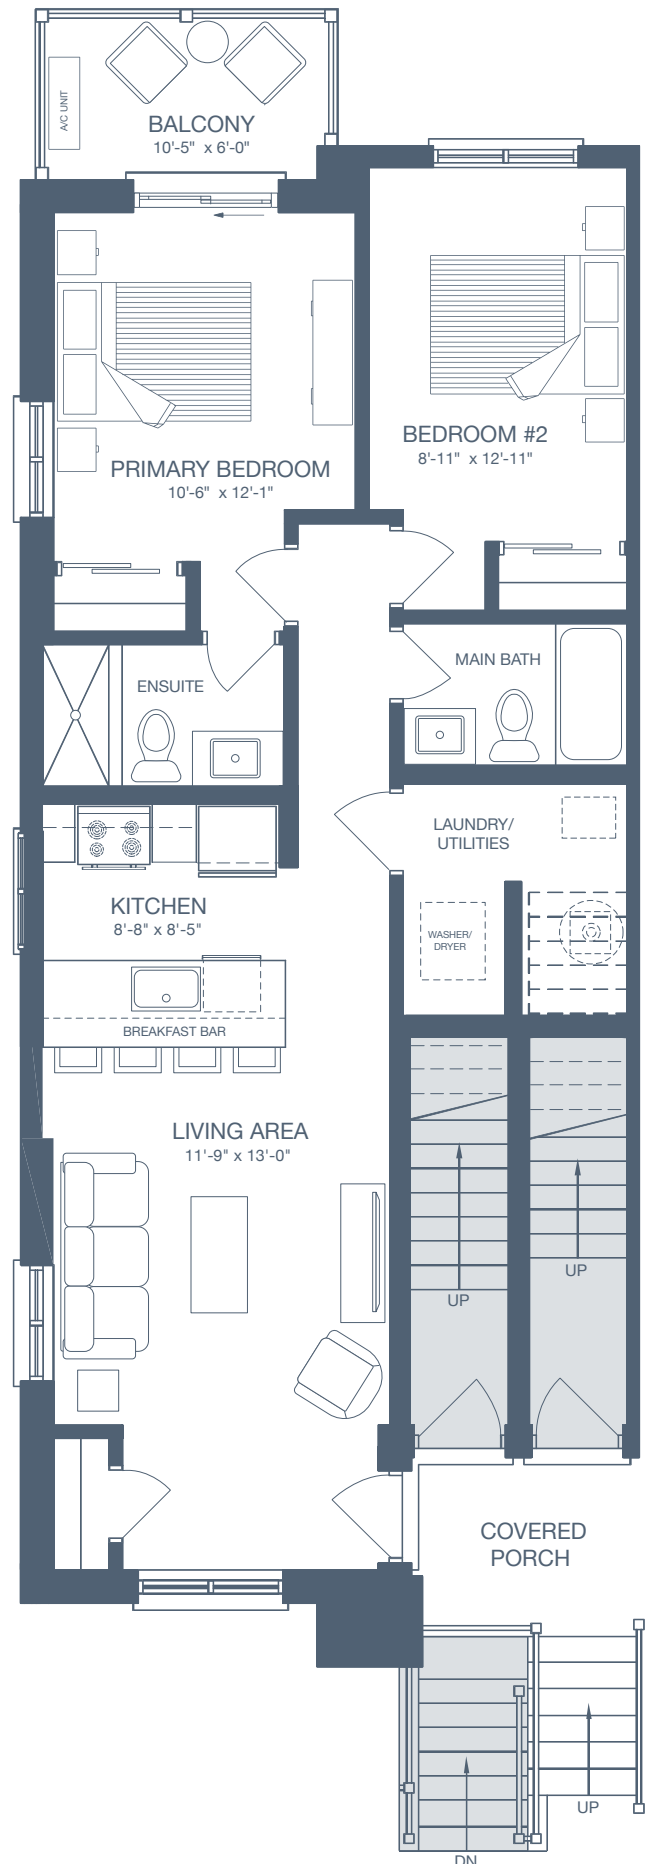 A/C UNIT
BALCONY
10'-5" x 6'-0"
BEDROOM #2
8'-11" x 12'-11"
PRIMARY BEDROOM
10'-6" x 12'-1"
MAIN BATH
ENSUITE
LAUNDRY/
UTILITIES
KITCHEN
8'-8" x 8'-5"
WASHER/
DRYER
BREAKFAST BAR
LIVING AREA
11'-9" x 13'-0"
UP
UP
COVERED
PORCH
UP
DN